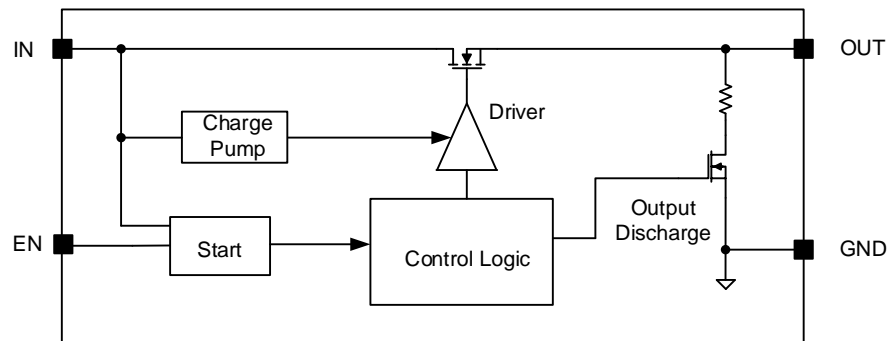 IN
OUT
Driver
Charge
Pump
Output
Discharge
EN
Start
Control Logic
GND